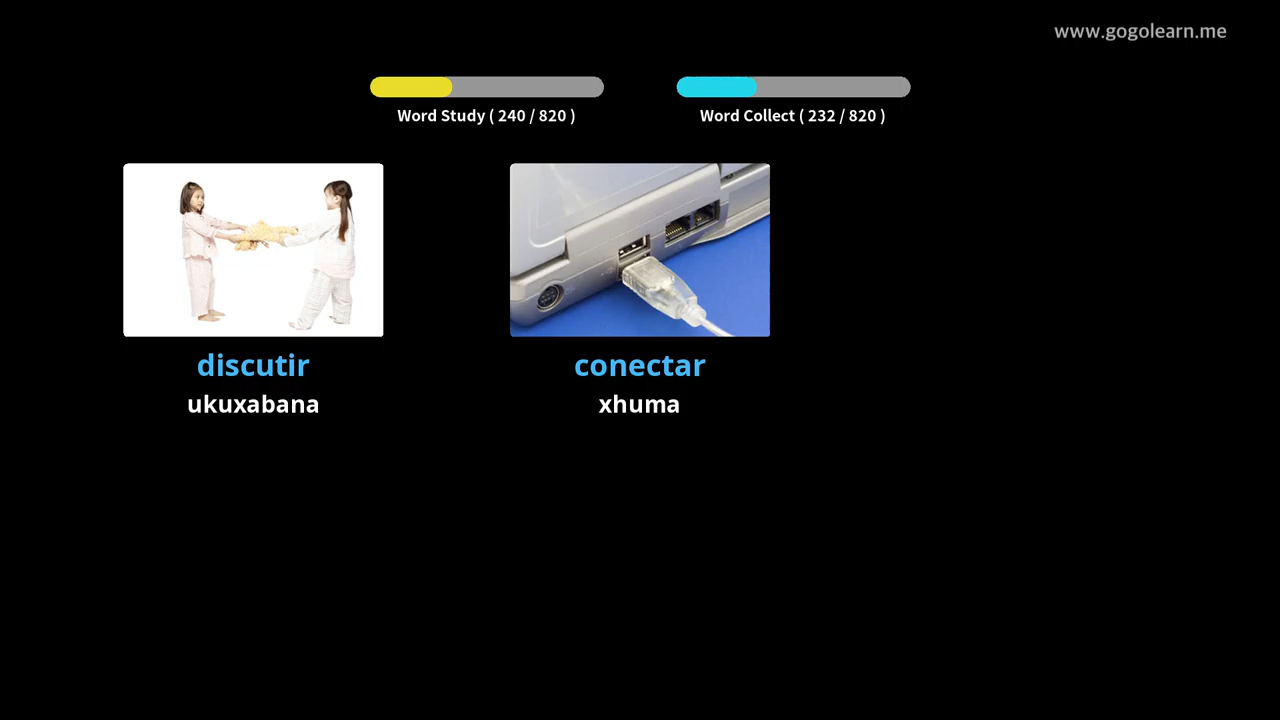 www.gogolearn.me
Word Study ( 240 / 820 )
Word Collect ( 232 / 820 )
discutir
ukuxabana
conectar
xhuma